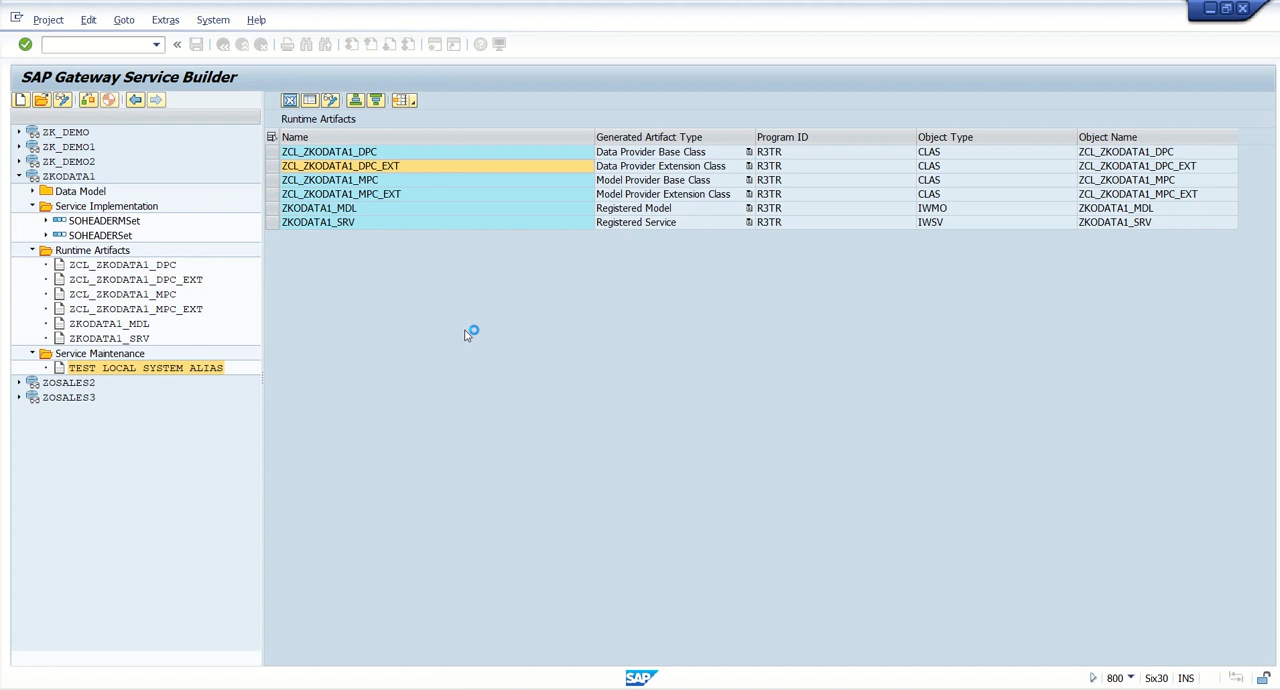 Project Edit Goto Extras System Help
SAP Gateway Service Builder
Runtime Artifacts
Name Generated Artifact Type Program ID Object Type Object Name
ZCL_ZKODATA1_DPC Data Provider Base Class R3TR CLAS ZCL_ZKODATA1_DPC
ZCL_ZKODATA1_DPC_EXT Data Provider Extension Class R3TR CLAS ZCL_ZKODATA1_DPC_EXT
ZCL_ZKODATA1_MPC Model Provider Base Class R3TR CLAS ZCL_ZKODATA1_MPC
ZCL_ZKODATA1_MPC_EXT Model Provider Extension Class R3TR CLAS ZCL_ZKODATA1_MPC_EXT
ZKODATA1_MDL Registered Model R3TR IWMO ZKODATA1_MDL
ZKODATA1_SRV Registered Service R3TR IWSV ZKODATA1_SRV
ZK_DEMO
ZK_DEMO1
ZK_DEMO2
ZKODATA1
Data Model
Service Implementation
SOHEADERMSet
SOHEADERSet
Runtime Artifacts
ZCL_ZKODATA1_DPC
ZCL_ZKODATA1_DPC_EXT
ZCL_ZKODATA1_MPC
ZCL_ZKODATA1_MPC_EXT
ZKODATA1_MDL
ZKODATA1_SRV
Service Maintenance
TEST LOCAL SYSTEM ALIAS
ZOSALES2
ZOSALES3
SAP 800 Six30 INS